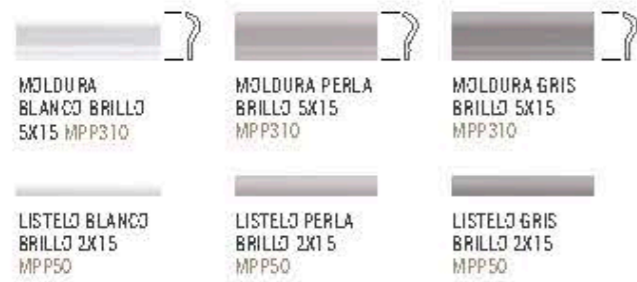 MOLDURA
BLANCO BRILLO
5X15 MPP310
MOLDURA PERLA
BRILLO 5X15
MPP310
MOLDURA GRIS
BRILLO 5X15
MPP310
LISTELO BLANCO
BRILLO 2X15
MPP50
LISTELO PERLA
BRILLO 2X15
MPP50
LISTELO GRIS
BRILLO 2X15
MPP50